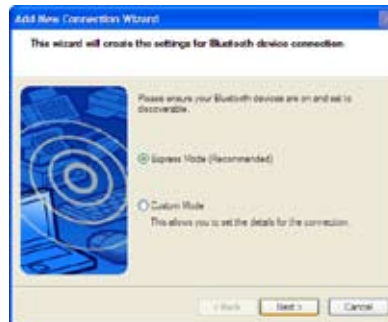 Add New Connection Wizard
This wizard will create the settings for Bluetooth device connection.
Please ensure your Bluetooth devices are on and set to
discoverable.
Express Mode (Recommended)
Custom Mode
This allows you to set the details for the connection.
< Back
Next >
Cancel